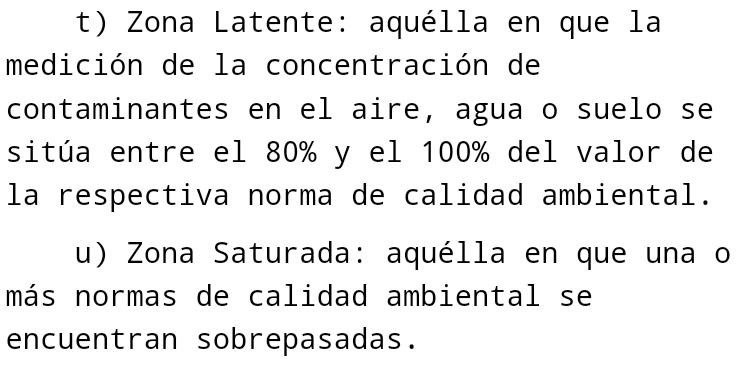 t) Zona Latente: aquélla en que la
medición de la concentración de
contaminantes en el aire, agua o suelo se
sitúa entre el 80% y el 100% del valor de
la respectiva norma de calidad ambiental.
u) Zona Saturada: aquélla en que una o
más normas de calidad ambiental se
encuentran sobrepasadas.